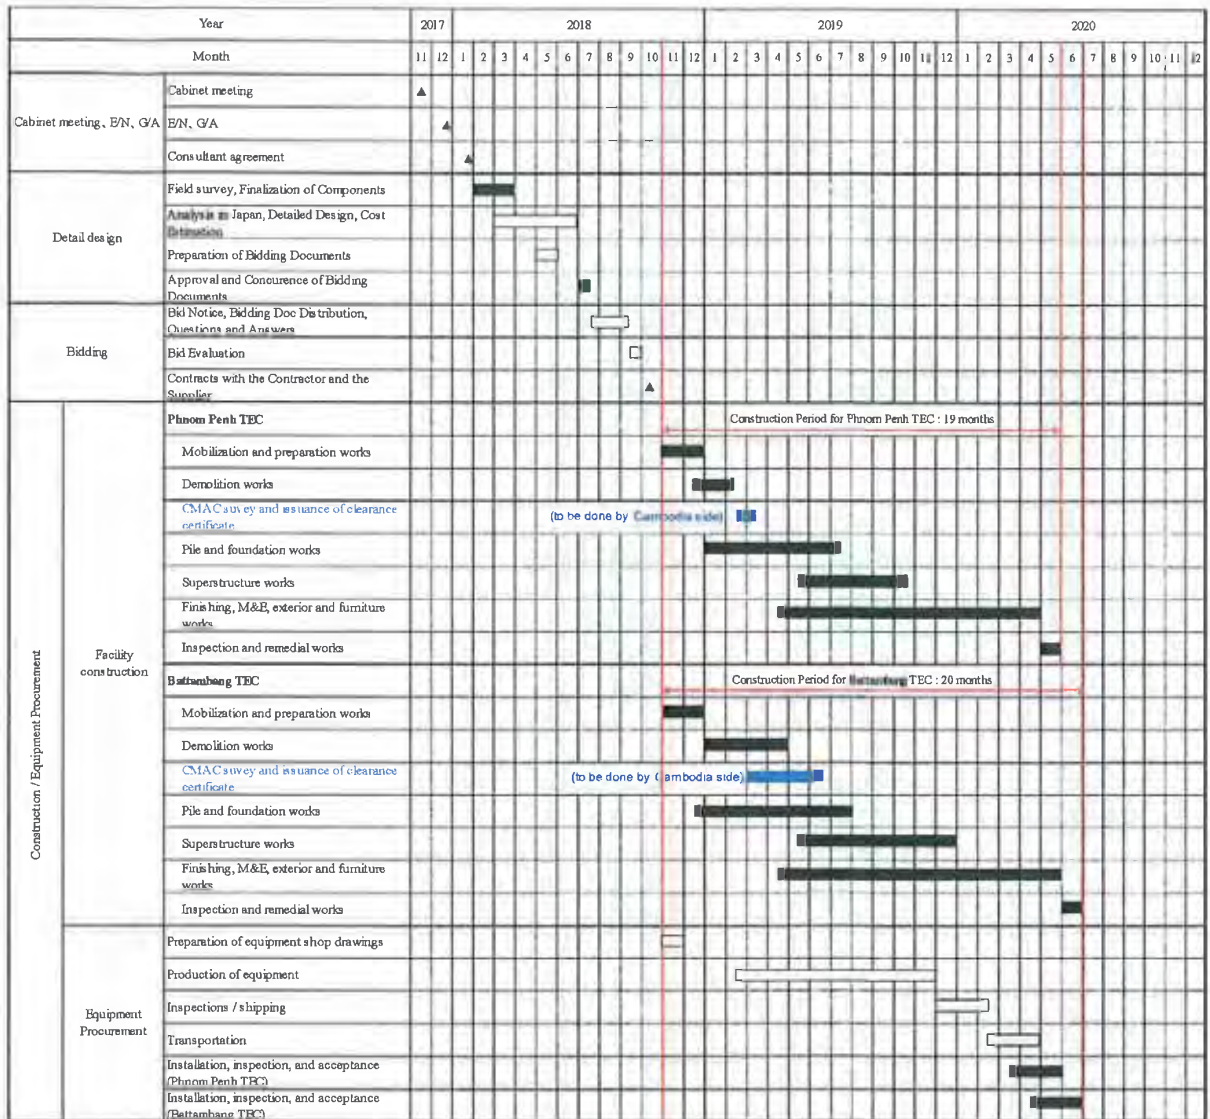 Year 2017 2018 2019 2020
Month 11 12 1 2 3 4 5 6 7 8 9 10 11 12 1 2 3 4 5 6 7 8 9 10 11 12 1 2 3 4 5 6 7 8 9 10 11 12
Cabinet meeting、E/N, G/A
Cabinet meeting
E/N, G/A
Consultant agreement
Detail design
Field survey, Finalization of Components
Analysis in Japan, Detailed Design, Cost
Estimation
Preparation of Bidding Documents
Approval and Concurence of Bidding
Documents
Bidding
Bid Notice, Bidding Doc Distribution,
Questions and Answers
Bid Evaluation
Contracts with the Contractor and the
Supplier
Construction / Equipment Procurement
Facility
construction
Phnom Penh TEC
Construction Period for Phnom Penh TEC : 19 months
Mobilization and preparation works
Demolition works
CMAC suvey and issuance of clearance
certificate
(to be done by Cambodia side)
Pile and foundation works
Superstructure works
Finishing, M&E, exterior and furniture
works
Inspection and remedial works
Battambang TEC
Construction Period for Battambang TEC : 20 months
Mobilization and preparation works
Demolition works
CMAC suvey and issuance of clearance
certificate
(to be done by Cambodia side)
Pile and foundation works
Superstructure works
Finishing, M&E, exterior and furniture
works
Inspection and remedial works
Equipment
Procurement
Preparation of equipment shop drawings
Production of equipment
Inspections / shipping
Transportation
Installation, inspection, and acceptance
(Phnom Penh TEC)
Installation, inspection, and acceptance
(Battambang TEC)